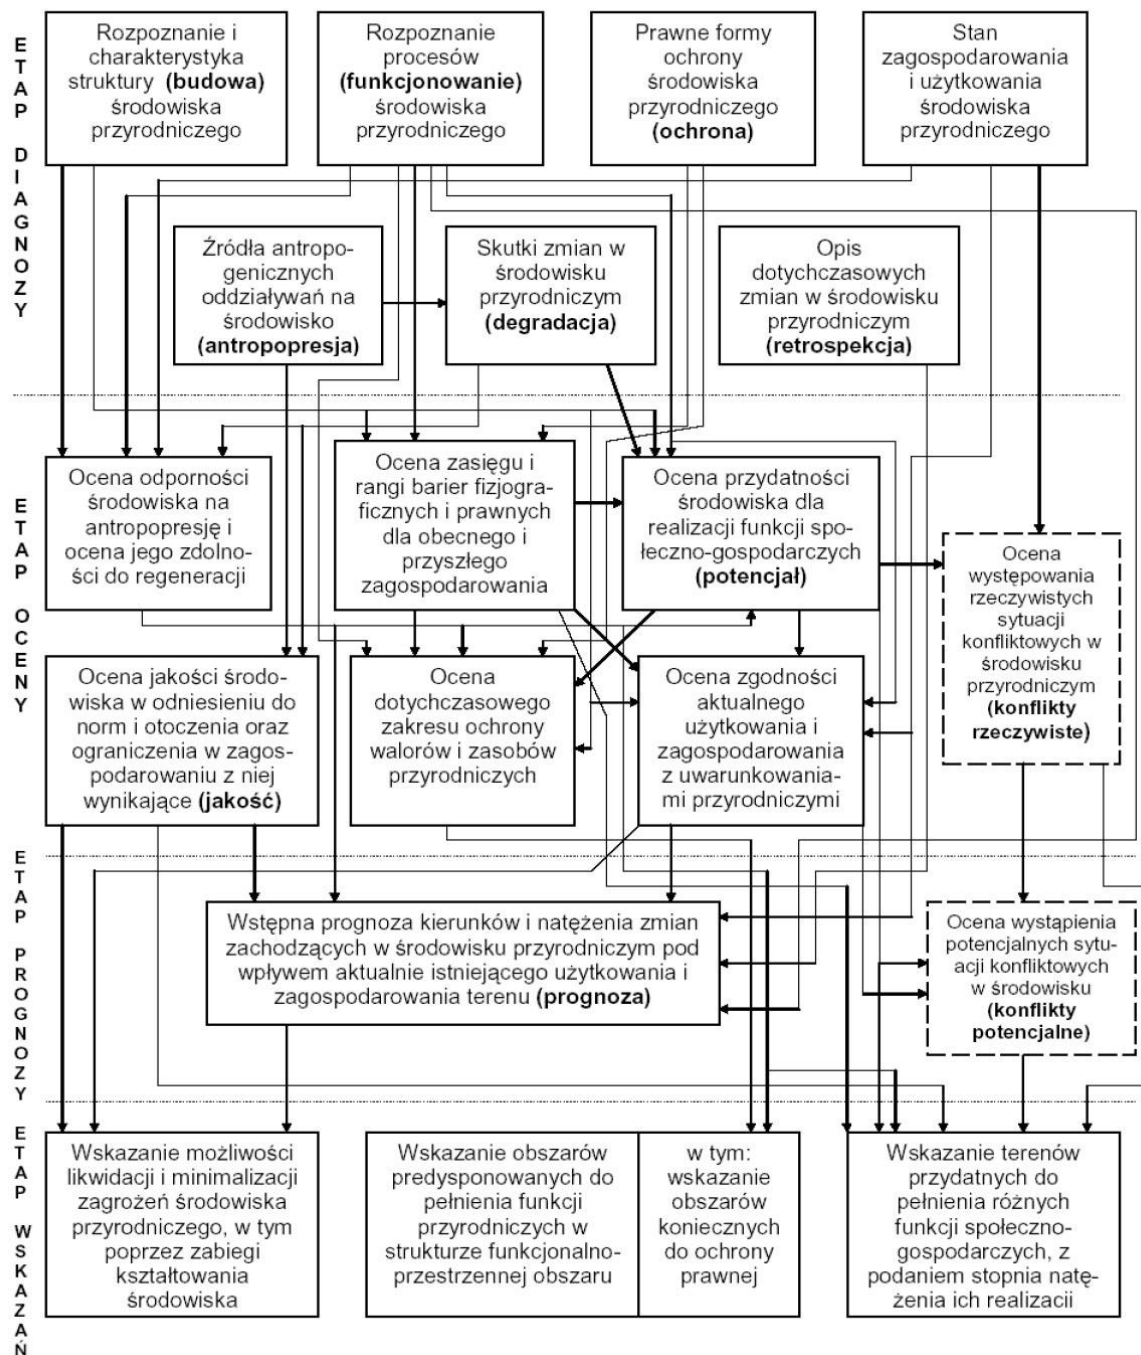 ETAP DIAGNOZY
Rozpoznanie i
charakterystyka
struktury (budowa)
środowiska
przyrodniczego
Rozpoznanie
procesów
(funkcjonowanie)
środowiska
przyrodniczego
Prawne formy
ochrony
środowiska
przyrodniczego
(ochrona)
Stan
zagospodarowania
i użytkowania
środowiska
przyrodniczego
Źródła antropo-
genicznych
oddziaływań na
środowisko
(antropopresja)
Skutki zmian w
środowisku
przyrodniczym
(degradacja)
Opis
dotychczasowych
zmian w środowisku
przyrodniczym
(retrospekcja)
ETAP OCENY
Ocena odporności
środowiska na
antropopresję i
ocena jego zdolno-
ści do regeneracji
Ocena zasięgu i
rangi barier fizjogra-
ficznych i prawnych
dla obecnego i
przyszłego
zagospodarowania
Ocena przydatności
środowiska dla
realizacji funkcji spo-
łeczno-gospodarczych
(potencjał)
Ocena
występowania
rzeczywistych
sytuacji
konfliktowych w
środowisku
przyrodniczym
(konflikty
rzeczywiste)
Ocena jakości środo-
wiska w odniesieniu do
norm i otoczenia oraz
ograniczenia w zagos-
podarowaniu z niej
wynikające (jakość)
Ocena
dotychczasowego
zakresu ochrony
walorów i zasobów
przyrodniczych
Ocena zgodności
aktualnego
użytkowania i
zagospodarowania
z uwarunkowania-
mi przyrodniczymi
ETAP PROGNOZY
Wstępna prognoza kierunków i natężenia zmian
zachodzących w środowisku przyrodniczym pod
wpływem aktualnie istniejącego użytkowania i
zagospodarowania terenu (prognoza)
Ocena wystąpienia
potencjalnych sytu-
acji konfliktowych
w środowisku
(konflikty
potencjalne)
ETAP WSKAZAŃ
Wskazanie możliwości
likwidacji i minimalizacji
zagrożeń środowiska
przyrodniczego, w tym
poprzez zabiegi
kształtowania
środowiska
Wskazanie obszarów
predysponowanych do
pełnienia funkcji
przyrodniczych w
strukturze funkcjonalno-
przestrzennej obszaru
w tym:
wskazanie
obszarów
koniecznych
do ochrony
prawnej
Wskazanie terenów
przydatnych do
pełnienia różnych
funkcji społeczno-
gospodarczych, z
podaniem stopnia natę-
żenia ich realizacii